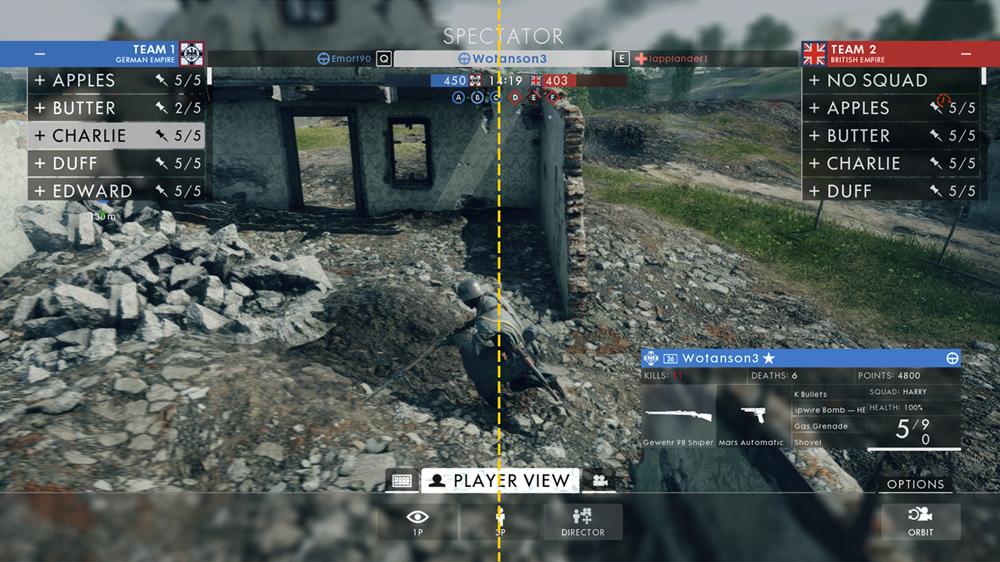 SPECTATOR
TEAM 1
GERMAN EMPIRE
Emort90
Q
Wotanson3
E
lapplander1
TEAM 2
BRITISH EMPIRE
450
14:19
403
A B C D E F
+ APPLES 5/5
+ BUTTER 2/5
+ CHARLIE 5/5
+ DUFF 5/5
+ EDWARD 5/5
130m
+ NO SQUAD
+ APPLES 5/5
+ BUTTER 5/5
+ CHARLIE 5/5
+ DUFF 5/5
26 Wotanson3
KILLS: 11
DEATHS: 6
POINTS: 4800
K Bullets
ipwire Bomb — HE
Gas Grenade
Shovel
SQUAD: HARRY
HEALTH: 100%
5/9
0
Gewehr 98 Sniper
Mars Automatic
PLAYER VIEW
OPTIONS
1P
3P
DIRECTOR
ORBIT